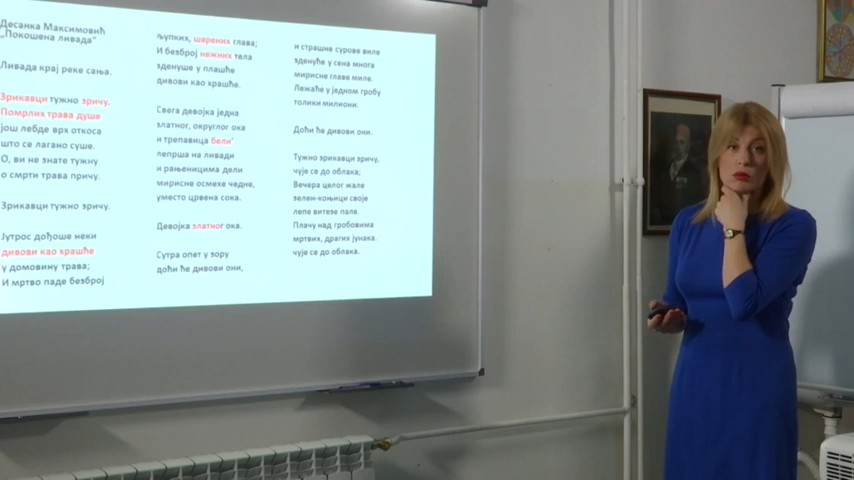 Десанка Максимовић
„Покошена ливада“
Ливада крај реке сања.
Зрикавци тужно зричу.
Помрлих трава душе
још лебде врх откоса
што се лагано суше.
О, ви не знате тужну
о смрти трава причу.
Зрикавци тужно зричу.
Јутрос дођоше неки
дивови као храшће
у домовину трава;
И мртво паде безброј
љупких, шарених глава;
И безброј нежних тела
зденуше у плашће
дивови као храшће.
Свега девојка једна
златног, округлог ока
и трепавица бели'
лепрша на ливади
и рањеницима дели
мирисне осмехе чедне,
уместо црвена сока.
Девојка златног ока.
Сутра опет у зору
доћи ће дивови они,
и страшне сурове виле
зденуће у сена многа
мирисне главе миле.
Лежаће у једном гробу
толики милиони.
Доћи ће дивови они.
Тужно зрикавци зричу,
чује се до облака;
Вечера целог жале
зелен-коњици своје
лепе витезе пале.
Плачу над гробовима
мртвих, драгих јунака.
чује се до облака.